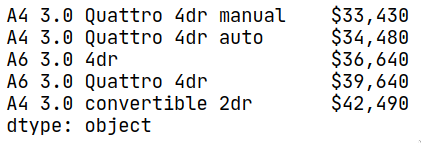 A4 3.0 Quattro 4dr manual    $33,430
A4 3.0 Quattro 4dr auto      $34,480
A6 3.0 4dr                   $36,640
A6 3.0 Quattro 4dr           $39,640
A4 3.0 convertible 2dr       $42,490
dtype: object